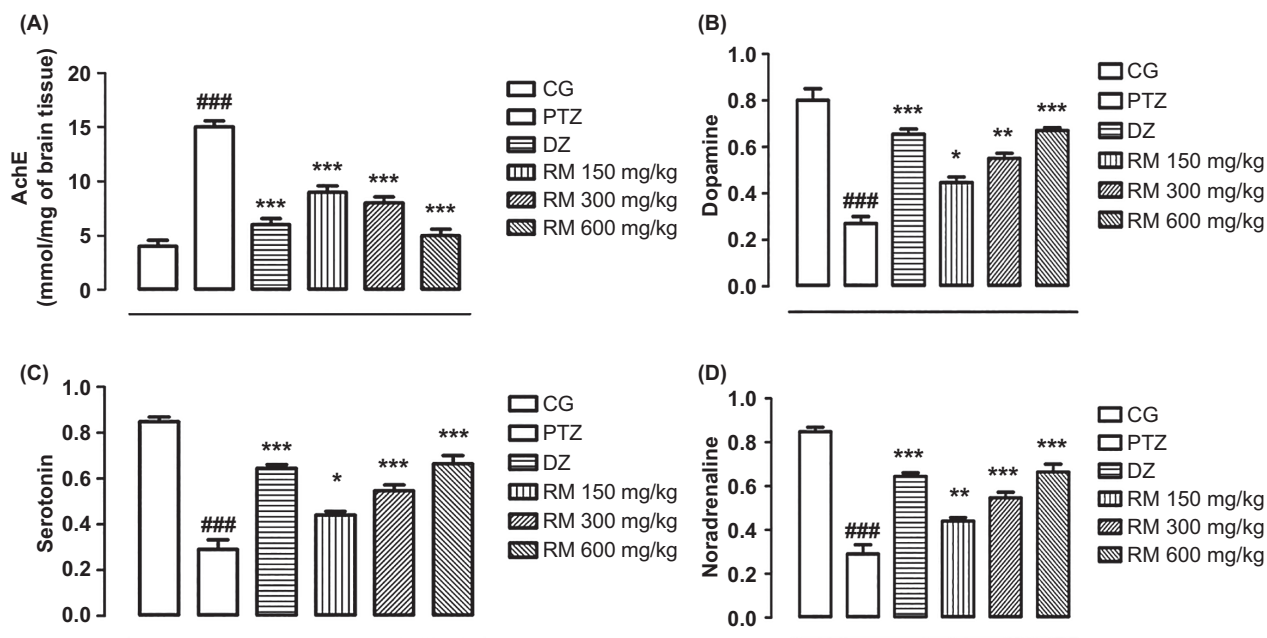 (A)
AchE
(mmol/mg of brain tissue)
20
15
10
5
0
###
***
***
***
***
CG
PTZ
DZ
RM 150 mg/kg
RM 300 mg/kg
RM 600 mg/kg
(B)
Dopamine
1.0
0.8
0.6
0.4
0.2
0.0
###
***
*
**
***
CG
PTZ
DZ
RM 150 mg/kg
RM 300 mg/kg
RM 600 mg/kg
(C)
Serotonin
1.0
0.8
0.6
0.4
0.2
0.0
###
***
*
***
***
CG
PTZ
DZ
RM 150 mg/kg
RM 300 mg/kg
RM 600 mg/kg
(D)
Noradrenaline
1.0
0.8
0.6
0.4
0.2
0.0
###
***
**
***
***
CG
PTZ
DZ
RM 150 mg/kg
RM 300 mg/kg
RM 600 mg/kg